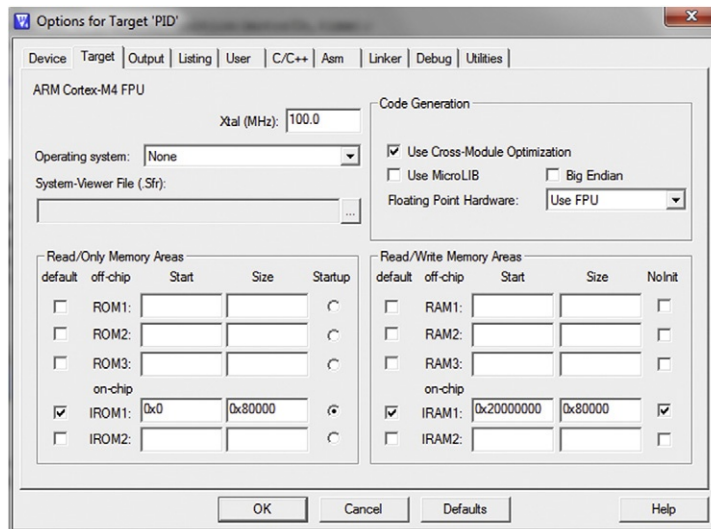 Options for Target 'PID'
Device Target Output Listing User C/C++ Asm Linker Debug Utilities
ARM Cortex-M4 FPU
Xtal (MHz): 100.0
Operating system: None
System-Viewer File (.Sfr):
...
Code Generation
Use Cross-Module Optimization
Use MicroLIB Big Endian
Floating Point Hardware: Use FPU
Read/Only Memory Areas
default off-chip Start Size Startup
ROM1:
ROM2:
ROM3:
on-chip
IROM1: 0x0 0x80000
IROM2:
Read/Write Memory Areas
default off-chip Start Size NoInit
RAM1:
RAM2:
RAM3:
on-chip
IRAM1: 0x20000000 0x80000
IRAM2:
OK Cancel Defaults Help